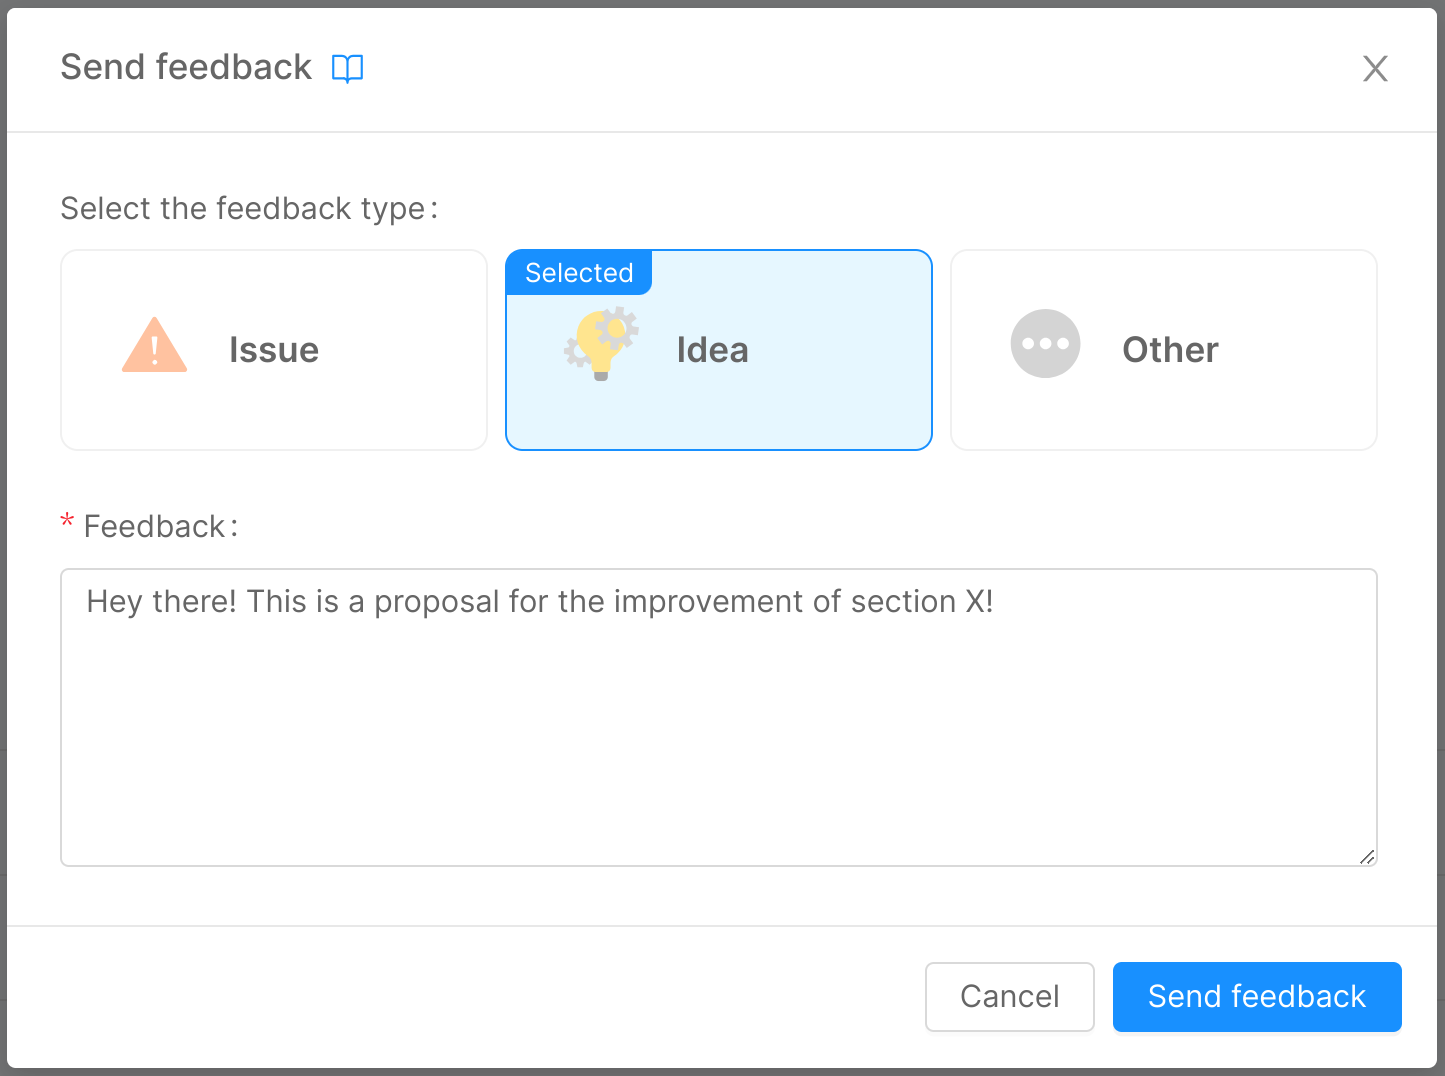 Send feedback
Select the feedback type:
Selected
Issue
Idea
Other
* Feedback:
Hey there! This is a proposal for the improvement of section X!
Cancel
Send feedback